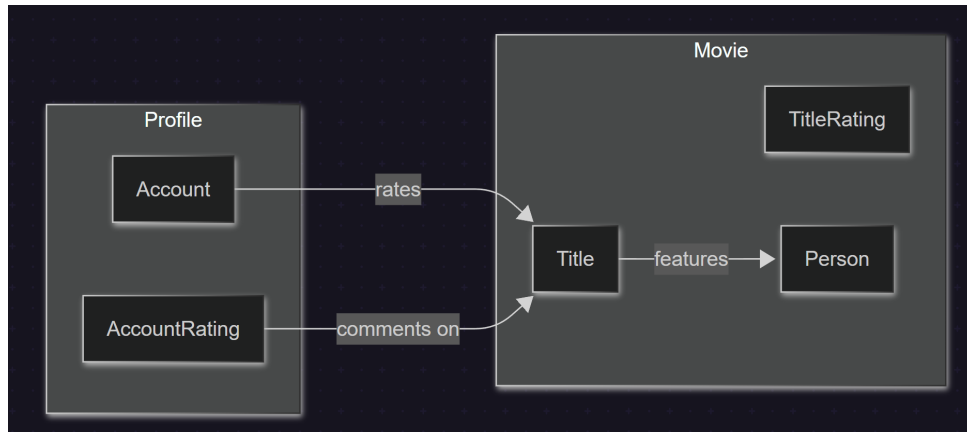 Movie
Profile
TitleRating
Account
rates
Title
features
Person
AccountRating
comments on